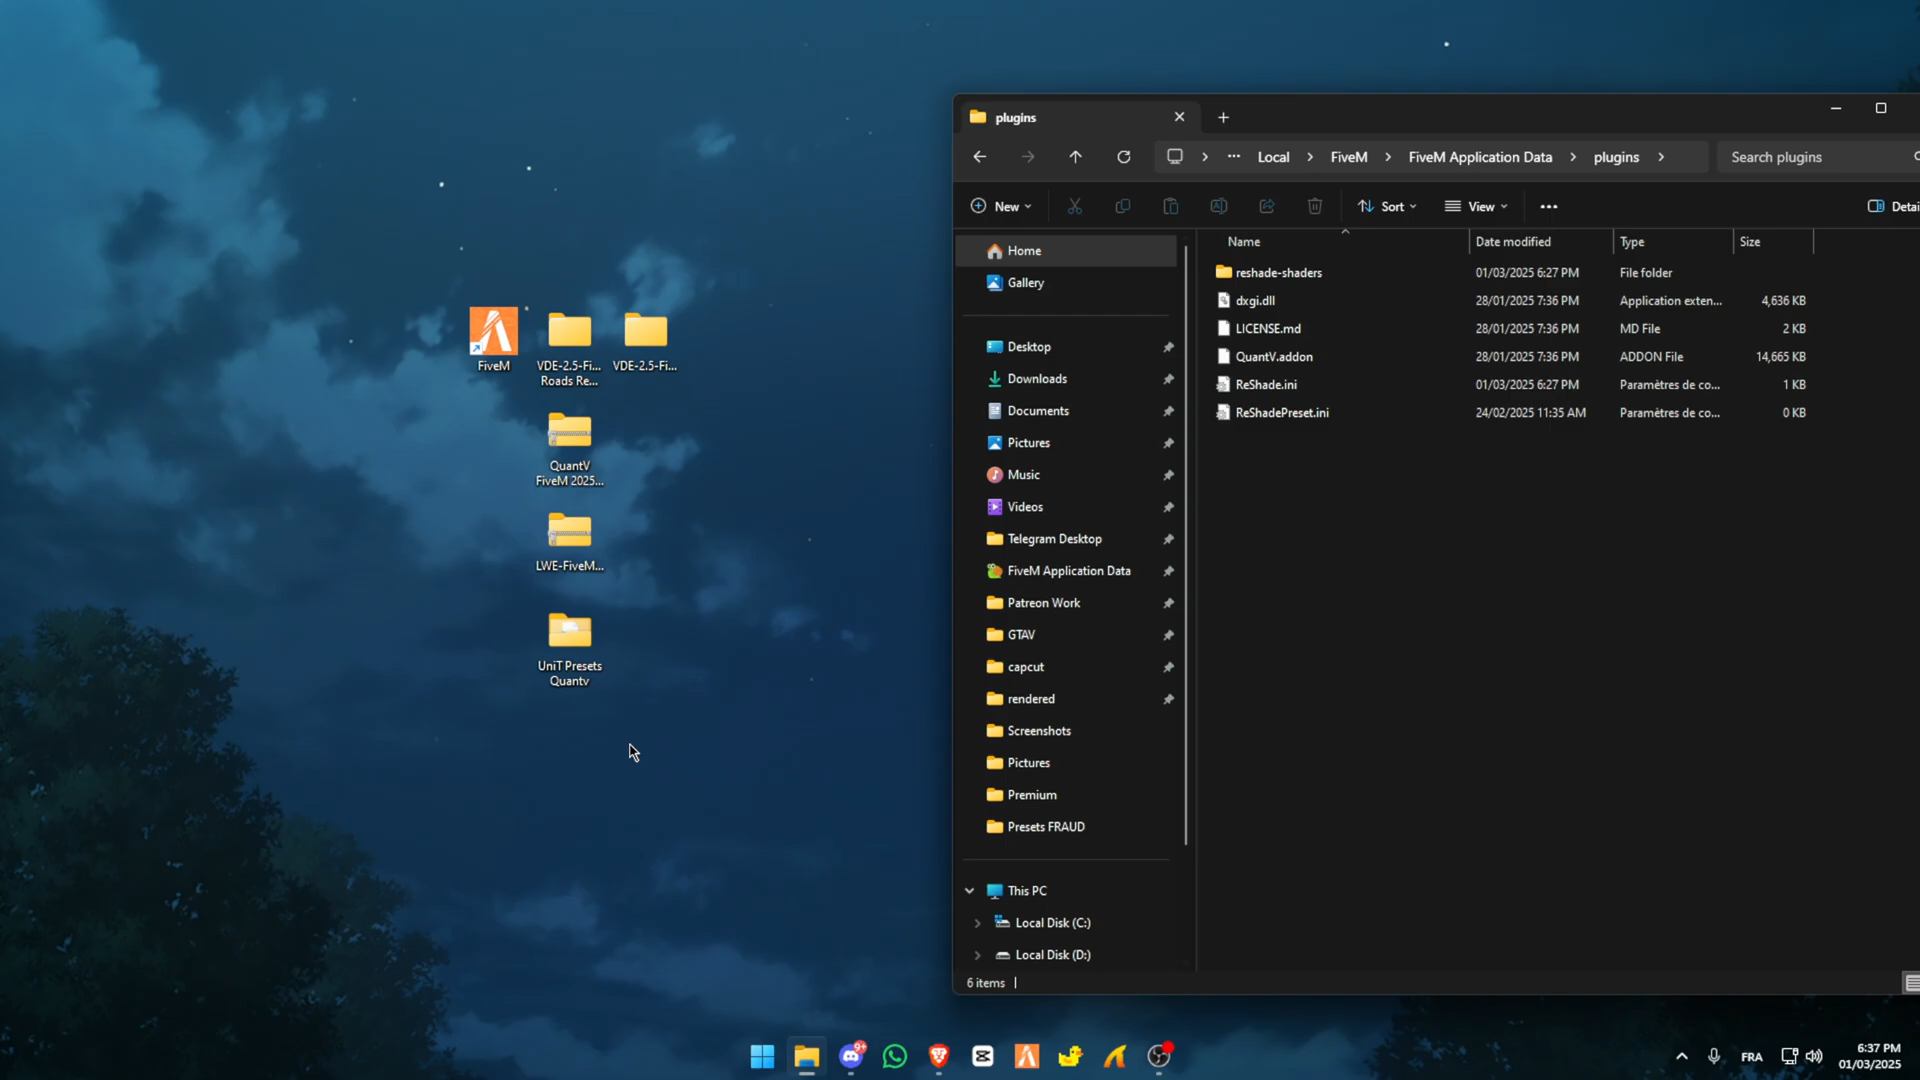 FiveM
VDE-2.5-Fi...
Roads Re...
VDE-2.5-Fi...
QuantV
FiveM 2025...
LWE-FiveM...
UniT Presets
Quantv
plugins
Local
FiveM
FiveM Application Data
plugins
Search plugins
New
Sort
View
Detai
Home
Gallery
Desktop
Downloads
Documents
Pictures
Music
Videos
Telegram Desktop
FiveM Application Data
Patreon Work
GTAV
capcut
rendered
Screenshots
Pictures
Premium
Presets FRAUD
This PC
Local Disk (C:)
Local Disk (D:)
Name Date modified Type Size
reshade-shaders 01/03/2025 6:27 PM File folder
dxgi.dll 28/01/2025 7:36 PM Application exten... 4,636 KB
LICENSE.md 28/01/2025 7:36 PM MD File 2 KB
QuantV.addon 28/01/2025 7:36 PM ADDON File 14,665 KB
ReShade.ini 01/03/2025 6:27 PM Paramètres de co... 1 KB
ReShadePreset.ini 24/02/2025 11:35 AM Paramètres de co... 0 KB
6 items
9+
FRA
6:37 PM
01/03/2025